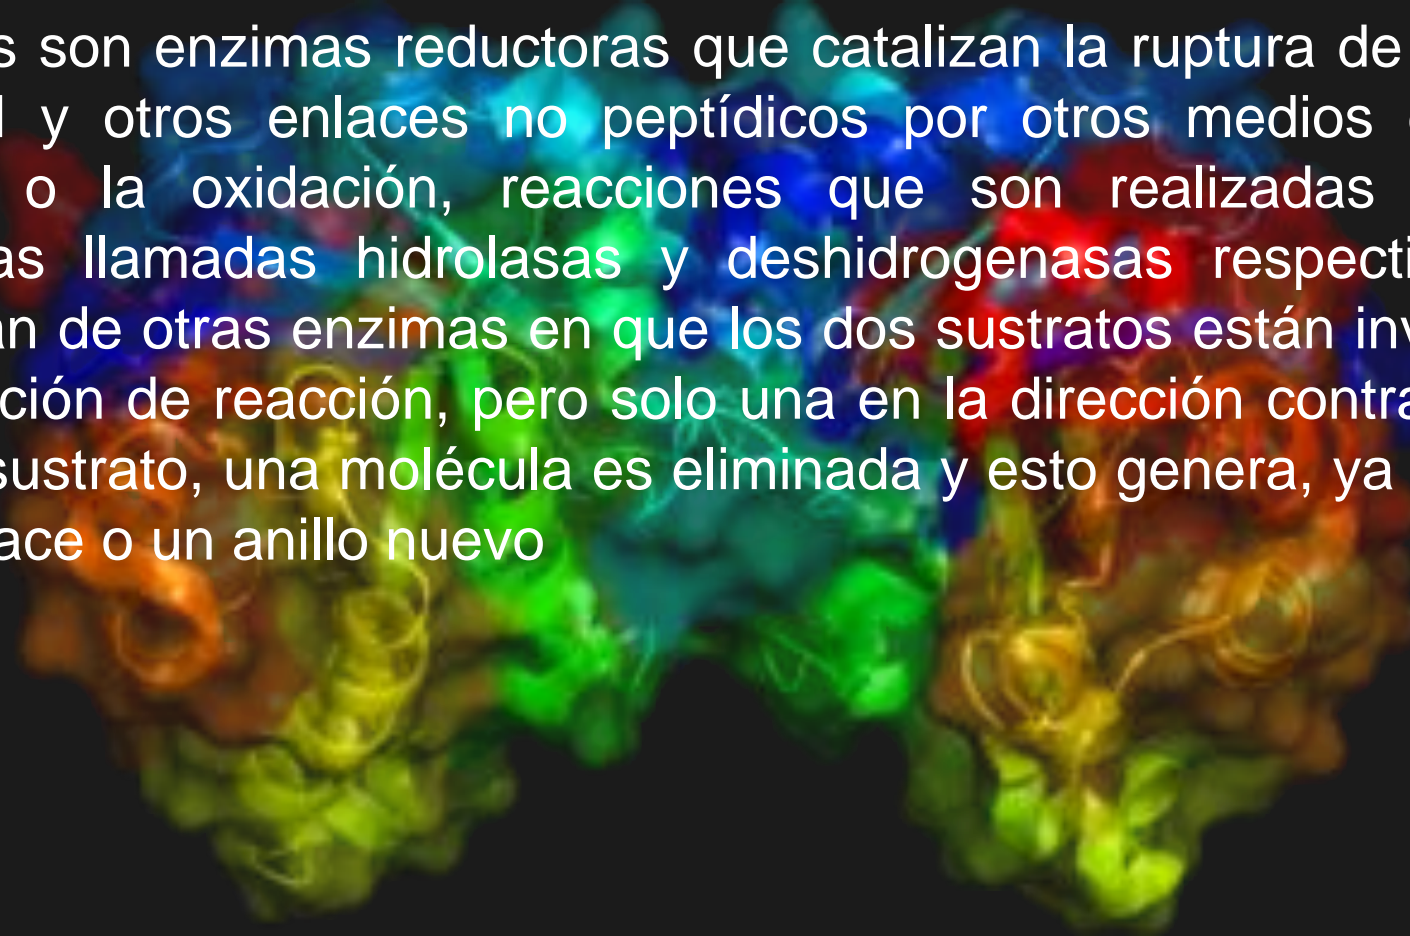 s son enzimas reductoras que catalizan la ruptura de
l y otros enlaces no peptídicos por otros medios
o la oxidación, reacciones que son realizadas
as llamadas hidrolasas y deshidrogenasas respecti
an de otras enzimas en que los dos sustratos están inv
ción de reacción, pero solo una en la dirección contra
sustrato, una molécula es eliminada y esto genera, ya
ace o un anillo nuevo